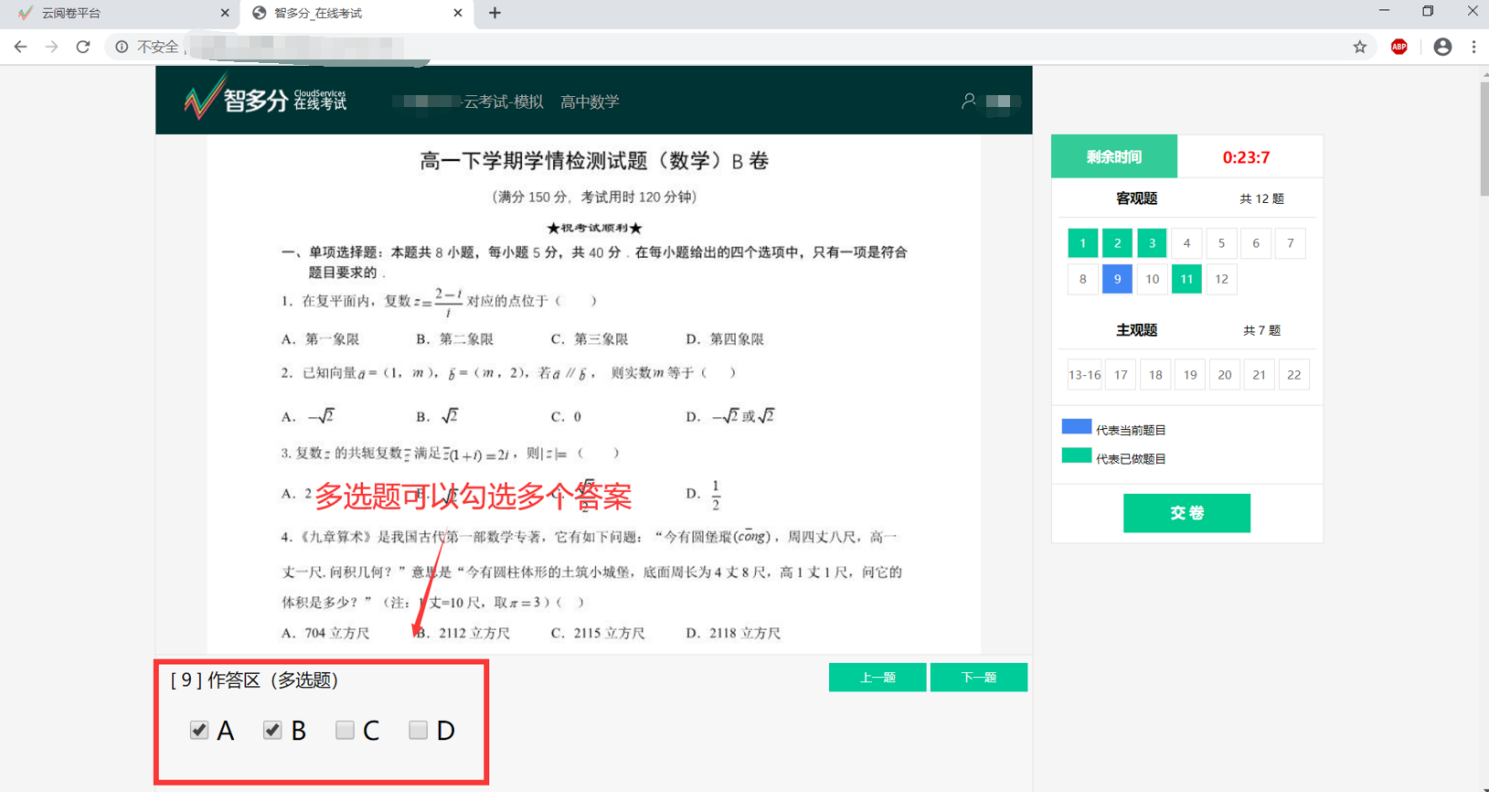 云阅卷平台
智多分_在线考试
不安全
ABP
智多分 CloudServices 在线考试
云考试-模拟 高中数学
高一下学期学情检测试题（数学）B 卷
（满分 150 分，考试用时 120 分钟）
★祝考试顺利★
一、单项选择题：本题共 8 小题，每小题 5 分，共 40 分．在每小题给出的四个选项中，只有一项是符合
题目要求的．
1．在复平面内，复数 z=\frac{2-i}{i} 对应的点位于（ ）
A．第一象限 B．第二象限 C．第三象限 D．第四象限
2．已知向量 a =（1，m），b =（m，2），若 a // b， 则实数 m 等于（ ）
A．-√2 B．√2 C．0 D．-√2 或 √2
3. 复数 z 的共轭复数 z̄ 满足 z̄(1+i)=2i，则|z|=（ ）
A．2 B．√2 C．√2/2 D．1/2
多选题可以勾选多个答案
4.《九章算术》是我国古代第一部数学专著，它有如下问题：“今有圆堡瑽(cōng)，周四丈八尺，高一
丈一尺. 问积几何？”意思是“今有圆柱体形的土筑小城堡，底面周长为 4 丈 8 尺，高 1 丈 1 尺，问它的
体积是多少？”（注：1 丈=10 尺，取 π=3）（ ）
A．704 立方尺 B．2112 立方尺 C．2115 立方尺 D．2118 立方尺
[ 9 ] 作答区（多选题）
A B C D
上一题 下一题
剩余时间 0:23:7
客观题 共 12 题
1 2 3 4 5 6 7
8 9 10 11 12
主观题 共 7 题
13-16 17 18 19 20 21 22
代表当前题目
代表已做题目
交 卷